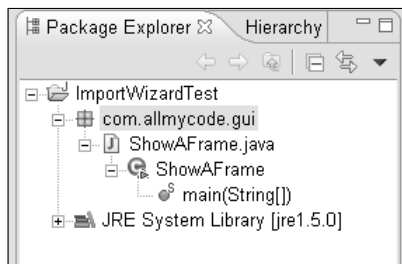 Package Explorer Hierarchy
ImportWizardTest
com.allmycode.gui
ShowAFrame.java
ShowAFrame
main(String[])
JRE System Library [jre1.5.0]